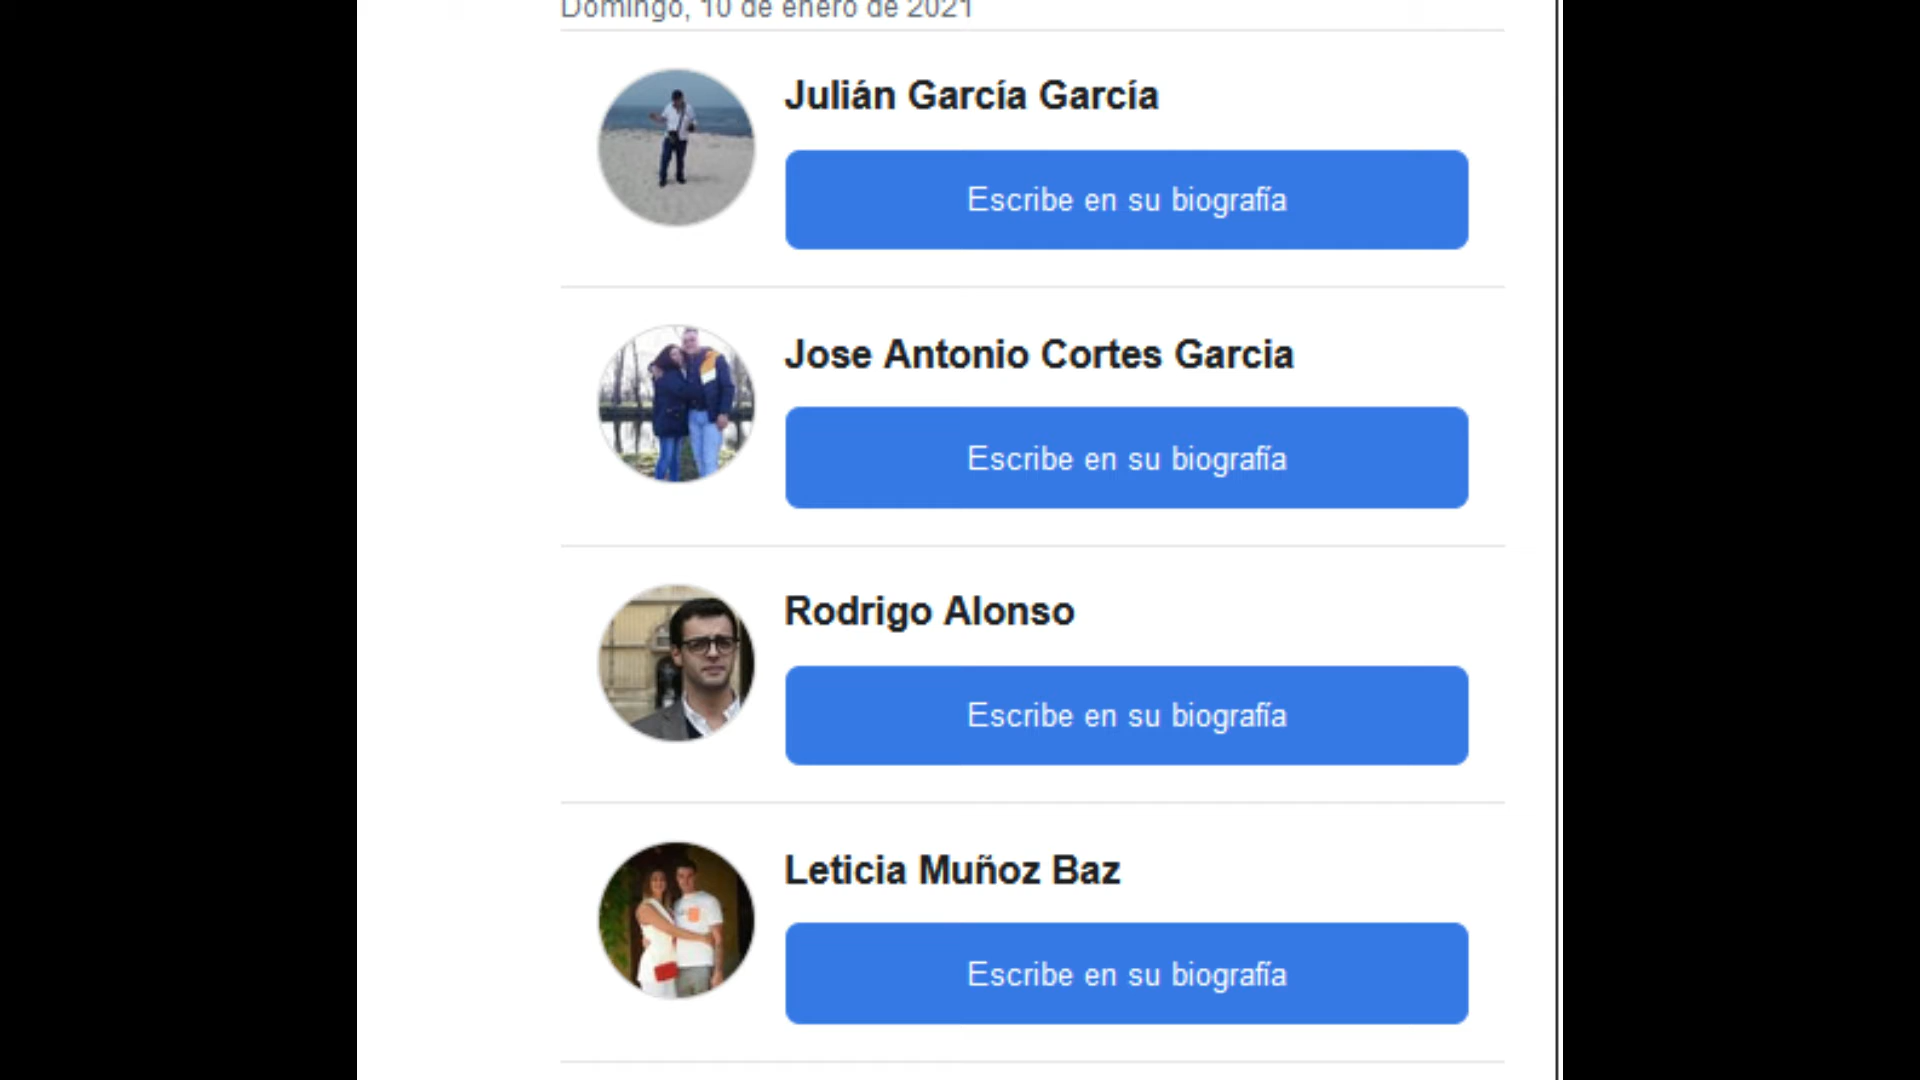 Domingo, 10 de enero de 2021
Julián García García
Escribe en su biografía
Jose Antonio Cortes Garcia
Escribe en su biografía
Rodrigo Alonso
Escribe en su biografía
Leticia Muñoz Baz
Escribe en su biografía